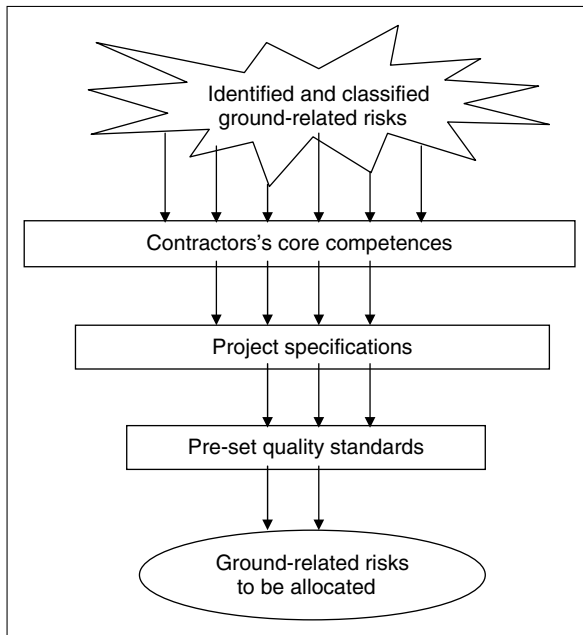 Identified and classified
ground-related risks
Contractors's core competences
Project specifications
Pre-set quality standards
Ground-related risks
to be allocated